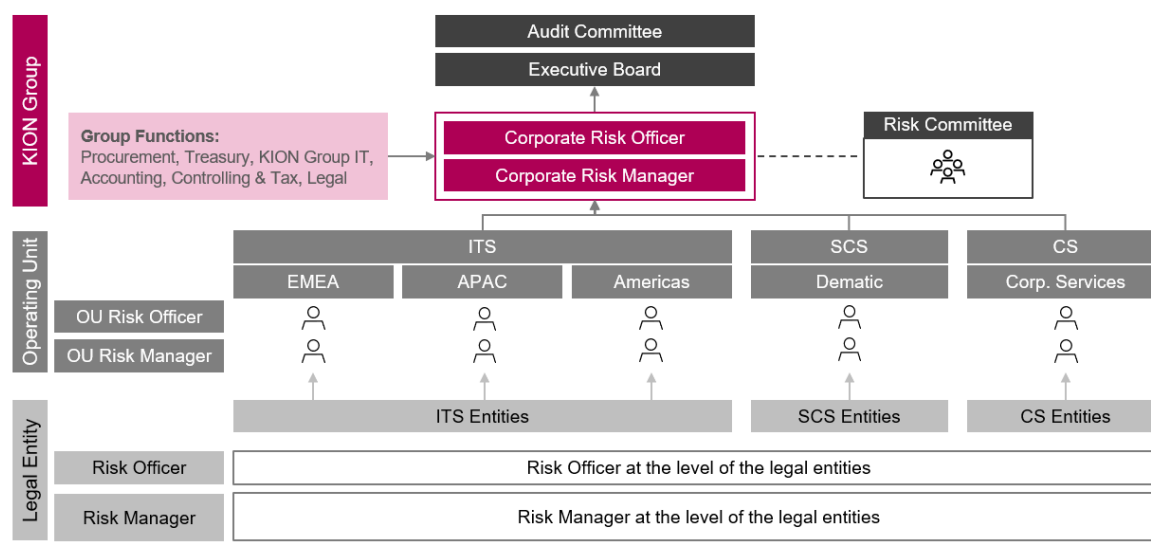 KION Group
Audit Committee
Executive Board
Group Functions:
Procurement, Treasury, KION Group IT,
Accounting, Controlling & Tax, Legal
Corporate Risk Officer
Corporate Risk Manager
Risk Committee
Operating Unit
ITS
SCS
CS
EMEA
APAC
Americas
Dematic
Corp. Services
OU Risk Officer
OU Risk Manager
Legal Entity
ITS Entities
SCS Entities
CS Entities
Risk Officer
Risk Officer at the level of the legal entities
Risk Manager
Risk Manager at the level of the legal entities